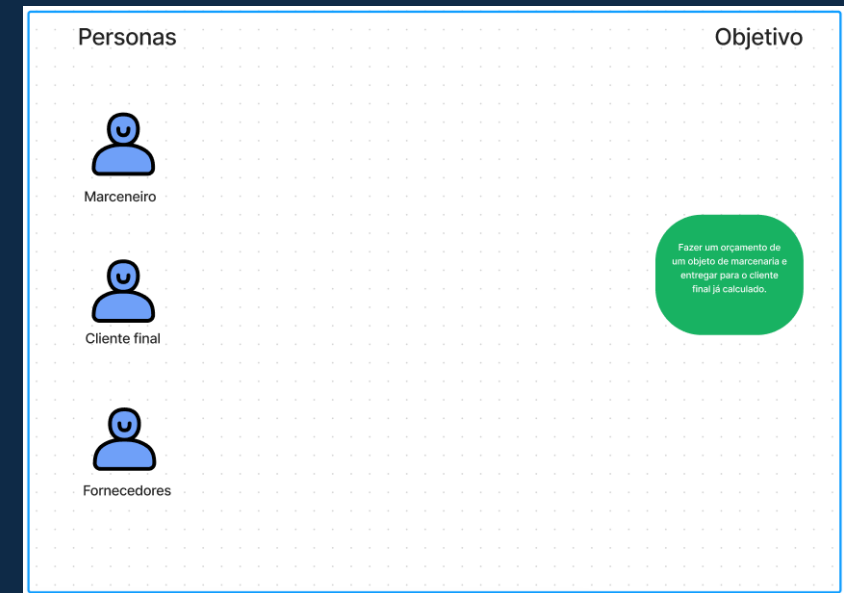 Personas
Objetivo
Marceneiro
Fazer um orçamento de
um objeto de marcenaria e
entregar para o cliente
final já calculado.
Cliente final
Fornecedores